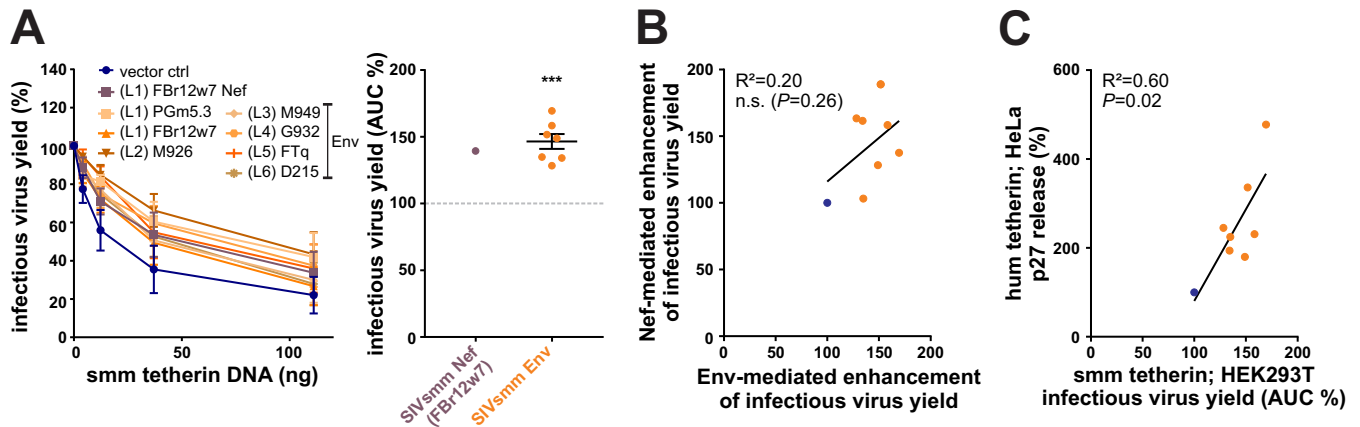 A
infectious virus yield (%)
140
120
100
80
60
40
20
0
0
50
100
smm tetherin DNA (ng)
vector ctrl
(L1) FBr12w7 Nef
(L1) PGm5.3
(L1) FBr12w7
(L2) M926
(L3) M949
(L4) G932
(L5) FTq
(L6) D215
Env
infectious virus yield (AUC %)
200
150
100
50
0
***
SIVsmm Nef
(FBr12w7)
SIVsmm Env
B
Nef-mediated enhancement
of infectious virus yield
200
150
100
50
0
R²=0.20
n.s. (P=0.26)
0
50
100
150
200
Env-mediated enhancement
of infectious virus yield
C
hum tetherin; HeLa
p27 release (%)
600
400
200
0
R²=0.60
P=0.02
0
50
100
150
200
smm tetherin; HEK293T
infectious virus yield (AUC %)